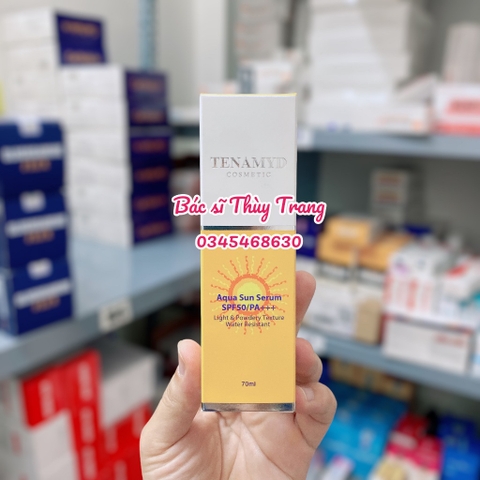 TENAMYD
COSMETIC
Bác sĩ Thùy Trang
0345468630
Aqua Sun Serum
SPF50/PA+++
Light & Powdery Texture
Water Resistant
70ml